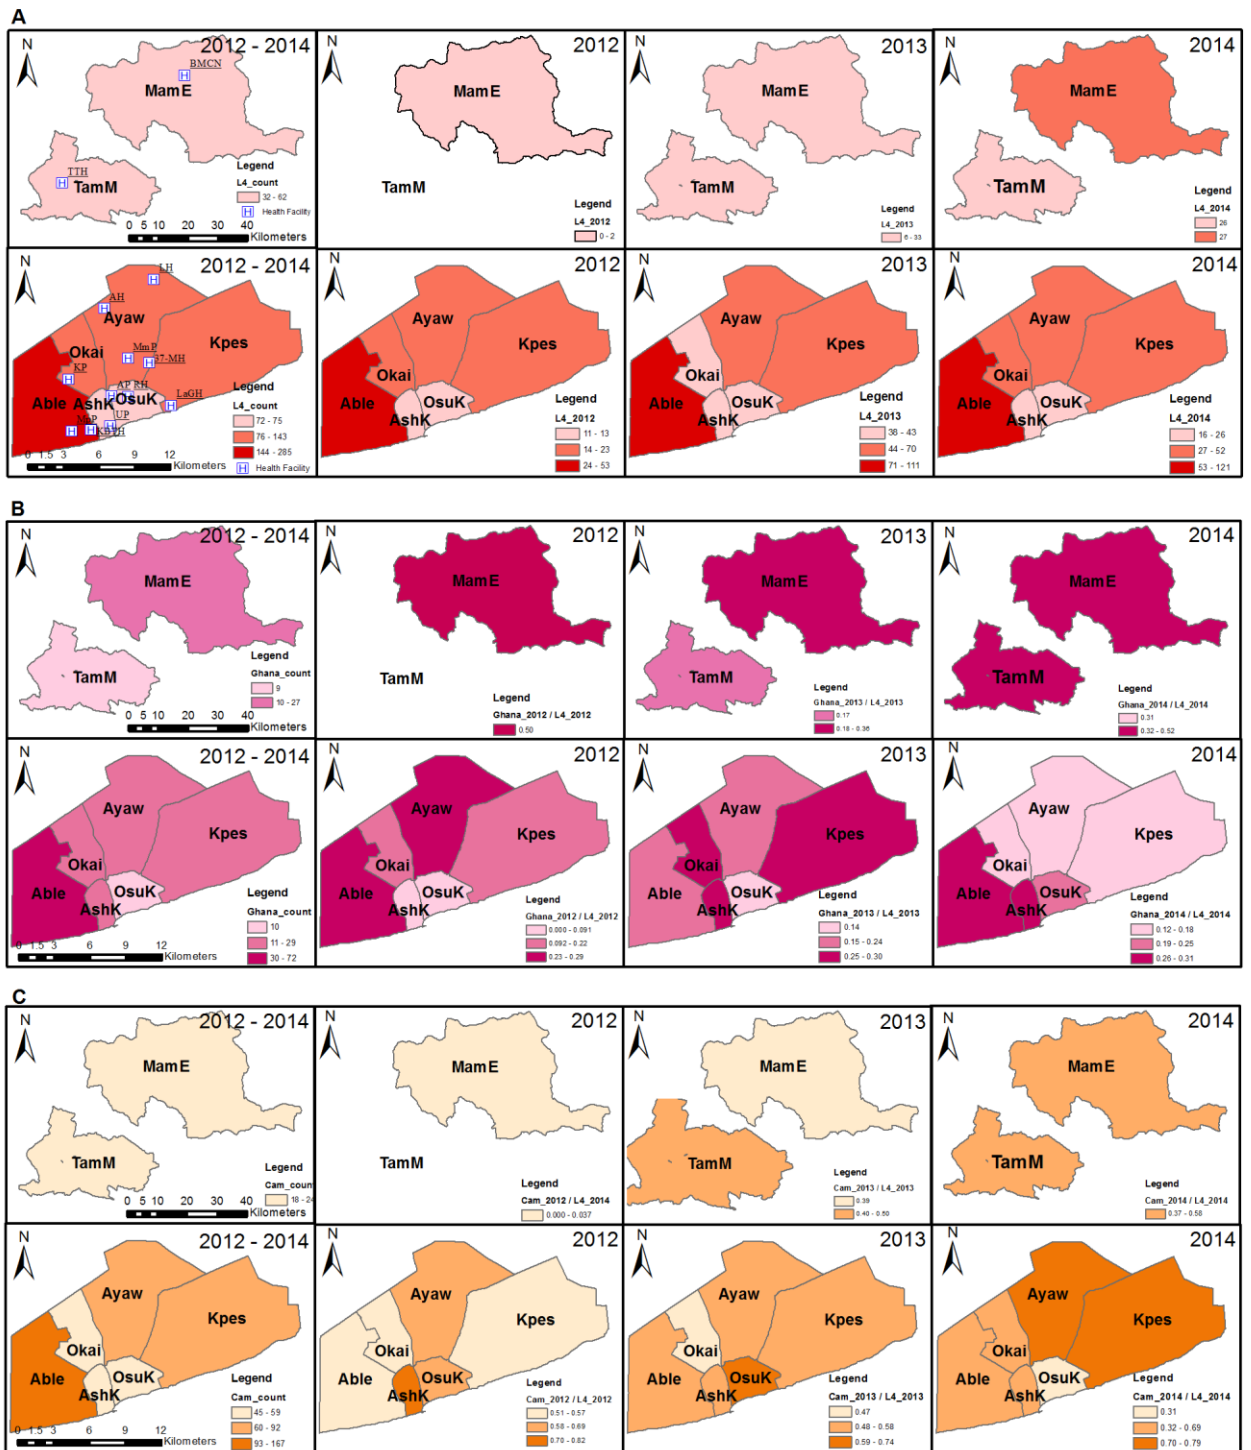 A
N
2012 - 2014
BMCN
MamE
TTH
TamM
Legend
L4_count
32 - 62
Health Facility
0 5 10 20 30 40
Kilometers
N
2012
MamE
TamM
Legend
L4_2012
0 - 2
N
2013
MamE
TamM
Legend
L4_2013
6 - 33
N
2014
MamE
TamM
Legend
L4_2014
26
27
N
2012 - 2014
LH
AH
Ayaw
Kpes
MmP
37-MH
Okai
KP
Able
AshK
AP
RH
OsuK
LaGH
UP
Legend
L4_count
72 - 75
76 - 143
144 - 285
Health Facility
0 1.5 3 6 9 12
Kilometers
N
2012
Ayaw
Kpes
Okai
Able
OsuK
AshK
Legend
L4_2012
11 - 13
14 - 23
24 - 53
N
2013
Ayaw
Kpes
Okai
Able
OsuK
AshK
Legend
L4_2013
38 - 43
44 - 70
71 - 111
N
2014
Ayaw
Kpes
Okai
Able
OsuK
AshK
Legend
L4_2014
16 - 26
27 - 52
53 - 121
B
N
2012 - 2014
MamE
TamM
Legend
Ghana_count
9
10 - 27
0 5 10 20 30 40
Kilometers
N
2012
MamE
TamM
Legend
Ghana_2012 / L4_2012
0.50
N
2013
MamE
TamM
Legend
Ghana_2013 / L4_2013
0.17
0.18 - 0.36
N
2014
MamE
TamM
Legend
Ghana_2014 / L4_2014
0.31
0.32 - 0.52
N
2012 - 2014
Ayaw
Kpes
Okai
Able
OsuK
AshK
Legend
Ghana_count
10
11 - 29
30 - 72
0 1.5 3 6 9 12
Kilometers
N
2012
Ayaw
Kpes
Okai
Able
OsuK
AshK
Legend
Ghana_2012 / L4_2012
0.000 - 0.091
0.092 - 0.22
0.23 - 0.29
N
2013
Ayaw
Kpes
Okai
Able
OsuK
AshK
Legend
Ghana_2013 / L4_2013
0.14
0.15 - 0.24
0.25 - 0.30
N
2014
Ayaw
Kpes
Okai
Able
OsuK
AshK
Legend
Ghana_2014 / L4_2014
0.12 - 0.18
0.19 - 0.25
0.26 - 0.31
C
N
2012 - 2014
MamE
TamM
Legend
Cam_count
18 - 24
0 5 10 20 30 40
Kilometers
N
2012
MamE
TamM
Legend
Cam_2012 / L4_2014
0.000 - 0.037
N
2013
MamE
TamM
Legend
Cam_2013 / L4_2013
0.39
0.40 - 0.50
N
2014
MamE
TamM
Legend
Cam_2014 / L4_2014
0.37 - 0.58
N
2012 - 2014
Ayaw
Kpes
Okai
Able
OsuK
AshK
Legend
Cam_count
45 - 59
60 - 92
93 - 167
0 1.5 3 6 9 12
Kilometers
N
2012
Ayaw
Kpes
Okai
Able
OsuK
AshK
Legend
Cam_2012 / L4_2012
0.51 - 0.57
0.58 - 0.69
0.70 - 0.82
N
2013
Ayaw
Kpes
Okai
Able
OsuK
AshK
Legend
Cam_2013 / L4_2013
0.47
0.48 - 0.58
0.59 - 0.74
N
2014
Ayaw
Kpes
Okai
Able
OsuK
AshK
Legend
Cam_2014 / L4_2014
0.31
0.32 - 0.69
0.70 - 0.79